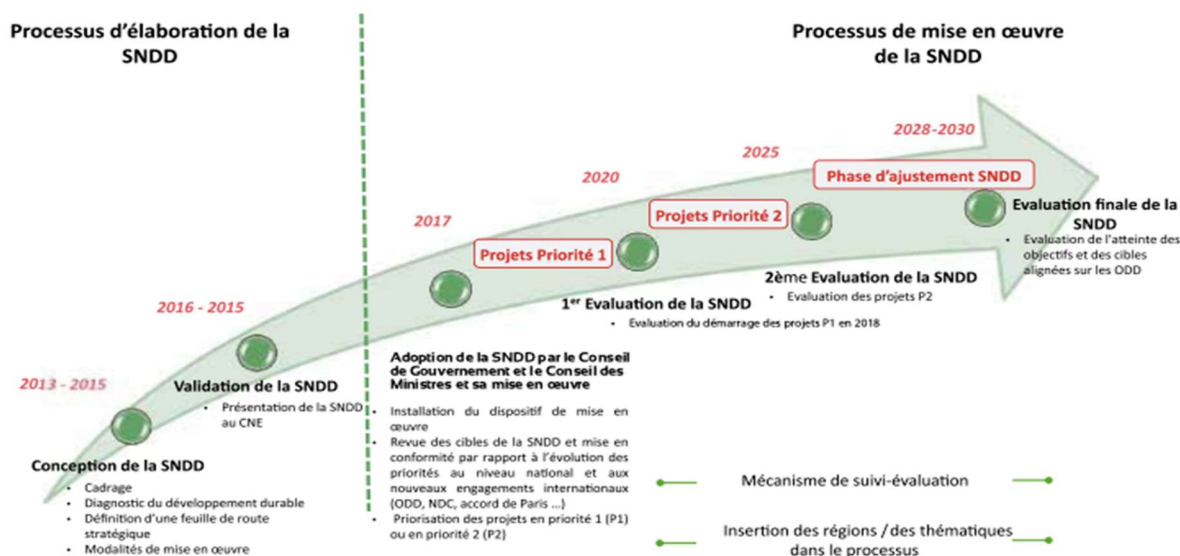 Processus d'élaboration de la
SNDD
Processus de mise en œuvre
de la SNDD
2013 - 2015
Conception de la SNDD
• Cadrage
• Diagnostic du développement durable
• Définition d'une feuille de route
stratégique
• Modalités de mise en œuvre
2016 - 2015
Validation de la SNDD
• Présentation de la SNDD
au CNE
2017
Adoption de la SNDD par le Conseil
de Gouvernement et le Conseil des
Ministres et sa mise en œuvre
• Installation du dispositif de mise en
œuvre
• Revue des cibles de la SNDD et mise en
conformité par rapport à l'évolution des
priorités au niveau national et aux
nouveaux engagements internationaux
(ODD, NDC, accord de Paris ...)
• Priorisation des projets en priorité 1 (P1)
ou en priorité 2 (P2)
Projets Priorité 1
2020
1er Evaluation de la SNDD
• Evaluation du démarrage des projets P1 en 2018
Projets Priorité 2
2025
2ème Evaluation de la SNDD
• Evaluation des projets P2
Phase d'ajustement SNDD
2028-2030
Evaluation finale de la
SNDD
• Evaluation de l'atteinte des
objectifs et des cibles
alignées sur les ODD
Mécanisme de suivi-évaluation
Insertion des régions / des thématiques
dans le processus